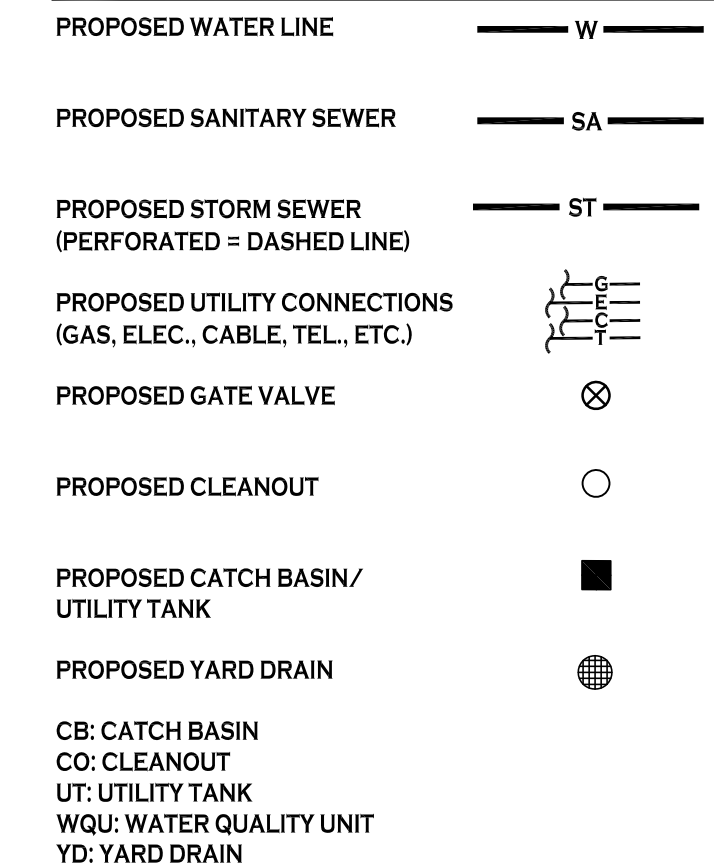 PROPOSED WATER LINE W
PROPOSED SANITARY SEWER SA
PROPOSED STORM SEWER ST
(PERFORATED = DASHED LINE)
PROPOSED UTILITY CONNECTIONS
(GAS, ELEC., CABLE, TEL., ETC.)
G
E
C
T
PROPOSED GATE VALVE
PROPOSED CLEANOUT
PROPOSED CATCH BASIN/
UTILITY TANK
PROPOSED YARD DRAIN
CB: CATCH BASIN
CO: CLEANOUT
UT: UTILITY TANK
WQU: WATER QUALITY UNIT
YD: YARD DRAIN